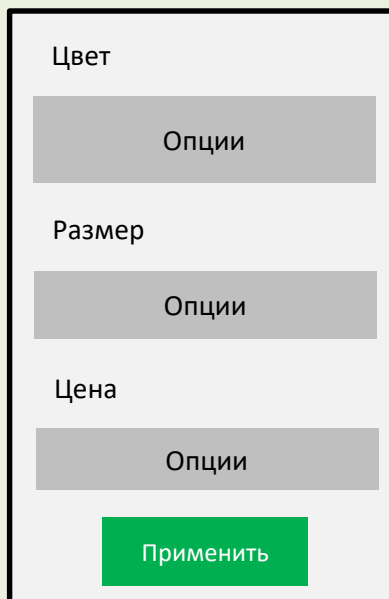 Цвет
Опции
Размер
Опции
Цена
Опции
Применить